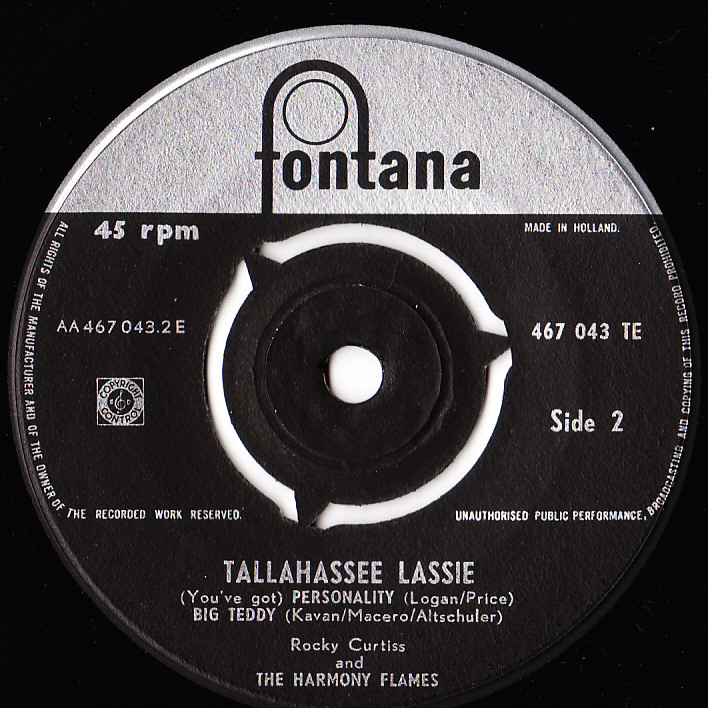 fontana
45 rpm
MADE IN HOLLAND.
AA 467 043.2 E
467 043 TE
COPYRIGHT
CONTROL
Side 2
ALL RIGHTS OF THE MANUFACTURER AND OF THE OWNER OF THE RECORDED WORK RESERVED.
UNAUTHORISED PUBLIC PERFORMANCE, BROADCASTING AND COPYING OF THIS RECORD PROHIBITED
TALLAHASSEE LASSIE
(You've got) PERSONALITY (Logan/Price)
BIG TEDDY (Kavan/Macero/Altschuler)
Rocky Curtiss
and
THE HARMONY FLAMES